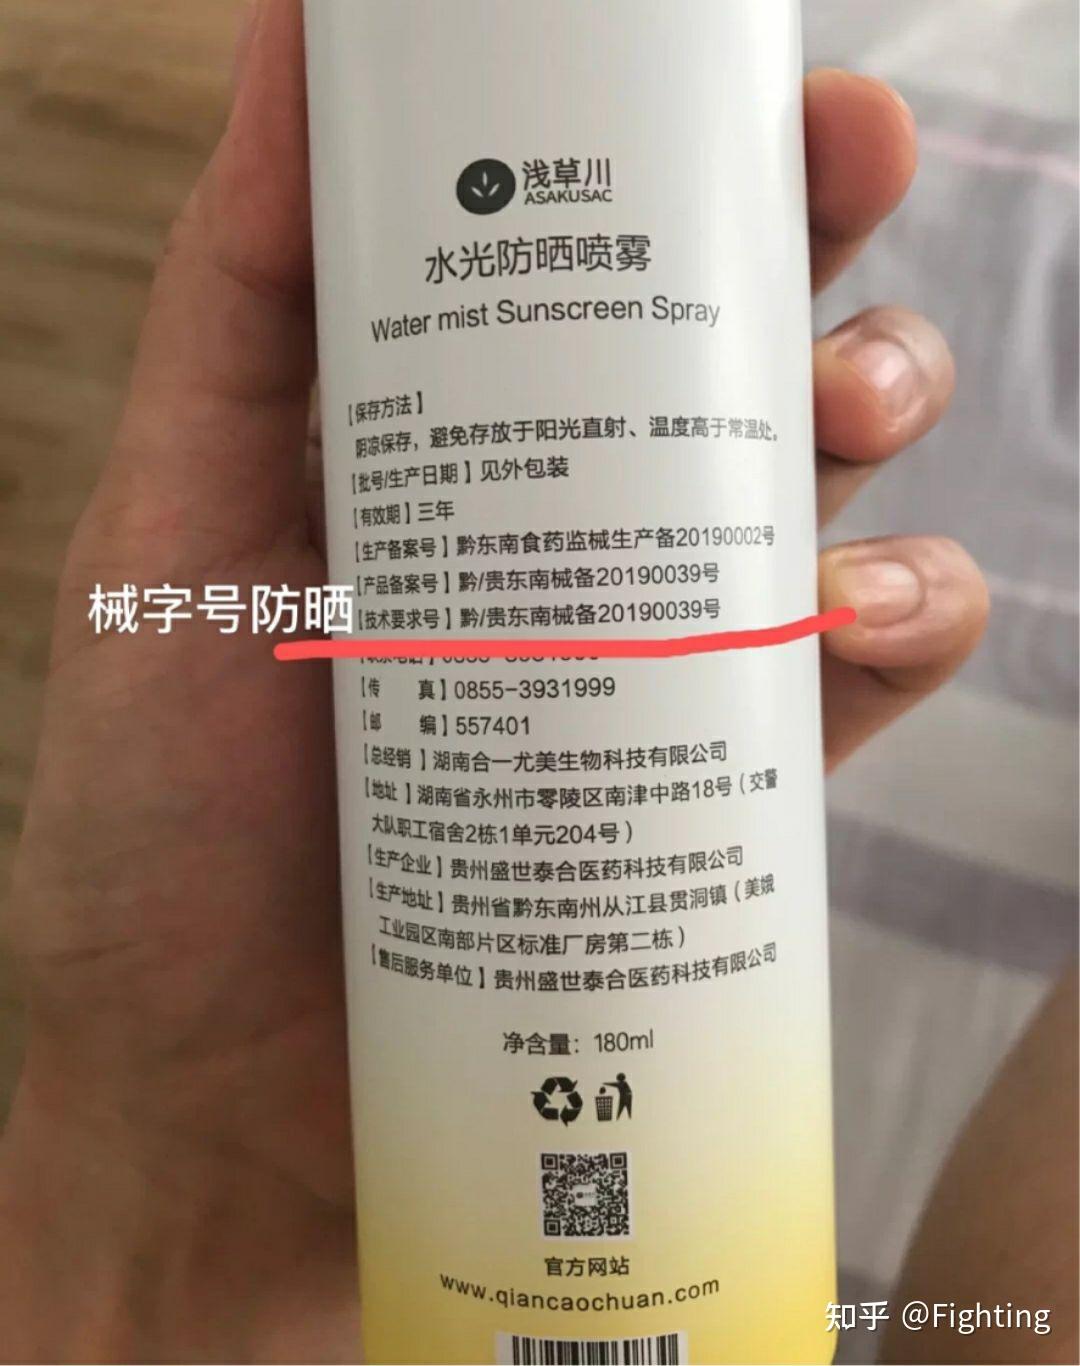 浅草川
ASAKUSAC
水光防晒喷雾
Water mist Sunscreen Spray
【保存方法】
阴凉保存，避免存放于阳光直射、温度高于常温处。
【批号/生产日期】见外包装
【有效期】三年
【生产备案号】黔东南食药监械生产备20190002号
【产品备案号】黔/贵东南械备20190039号
械字号防晒
【技术要求号】黔/贵东南械备20190039号
【传 真】0855-3931999
【邮 编】557401
【总经销】湖南合一尤美生物科技有限公司
【地址】湖南省永州市零陵区南津中路18号（交警
大队职工宿舍2栋1单元204号）
【生产企业】贵州盛世泰合医药科技有限公司
【生产地址】贵州省黔东南州从江县贯洞镇（美娥
工业园区南部片区标准厂房第二栋）
【售后服务单位】贵州盛世泰合医药科技有限公司
净含量：180ml
官方网站
www.qiancaochuan.com
知乎 @Fighting